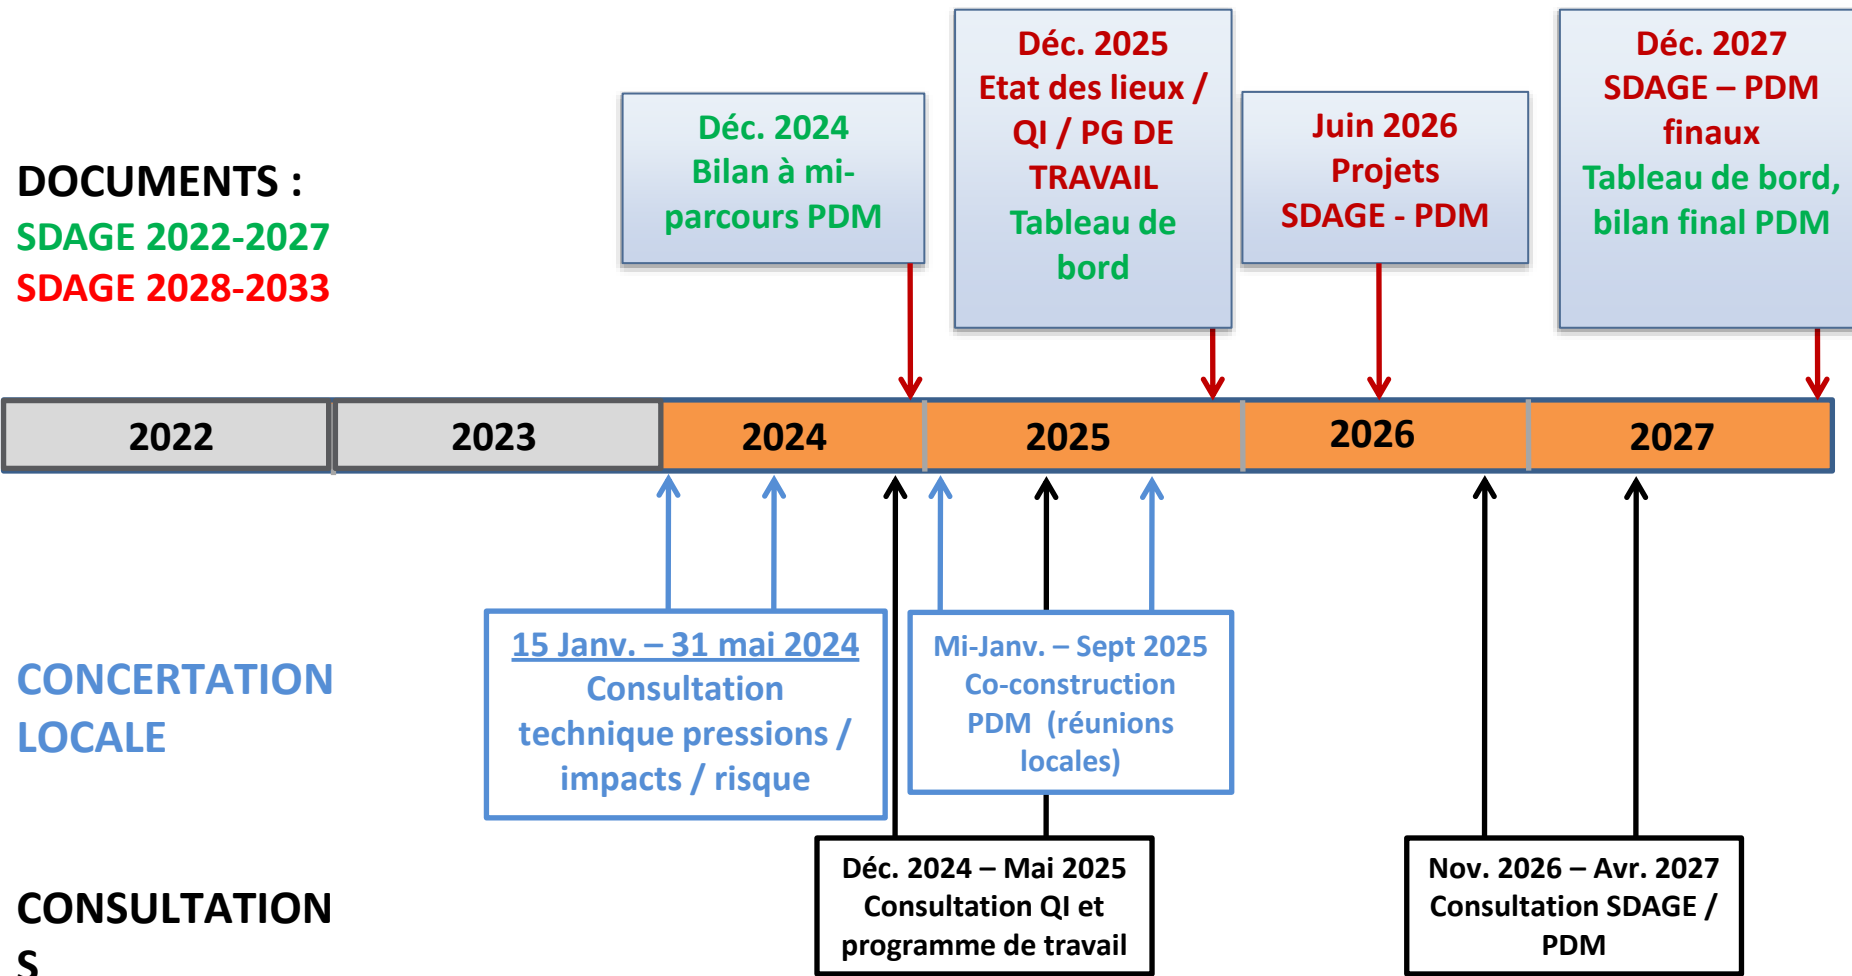 DOCUMENTS :
SDAGE 2022-2027
SDAGE 2028-2033
Déc. 2024
Bilan à mi-
parcours PDM
Déc. 2025
Etat des lieux /
QI / PG DE
TRAVAIL
Tableau de
bord
Juin 2026
Projets
SDAGE - PDM
Déc. 2027
SDAGE – PDM
finaux
Tableau de bord,
bilan final PDM
2022
2023
2024
2025
2026
2027
CONCERTATION
LOCALE
15 Janv. – 31 mai 2024
Consultation
technique pressions /
impacts / risque
Mi-Janv. – Sept 2025
Co-construction
PDM (réunions
locales)
CONSULTATION
S
Déc. 2024 – Mai 2025
Consultation QI et
programme de travail
Nov. 2026 – Avr. 2027
Consultation SDAGE /
PDM